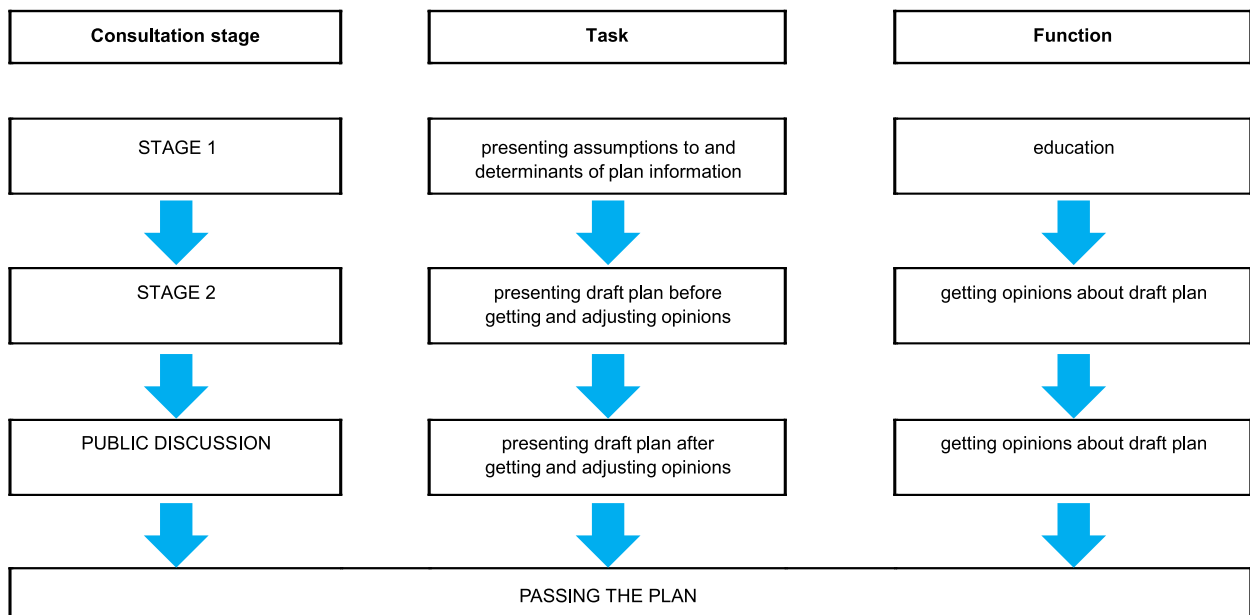 Consultation stage
Task
Function
STAGE 1
presenting assumptions to and
determinants of plan information
education
STAGE 2
presenting draft plan before
getting and adjusting opinions
getting opinions about draft plan
PUBLIC DISCUSSION
presenting draft plan after
getting and adjusting opinions
getting opinions about draft plan
PASSING THE PLAN